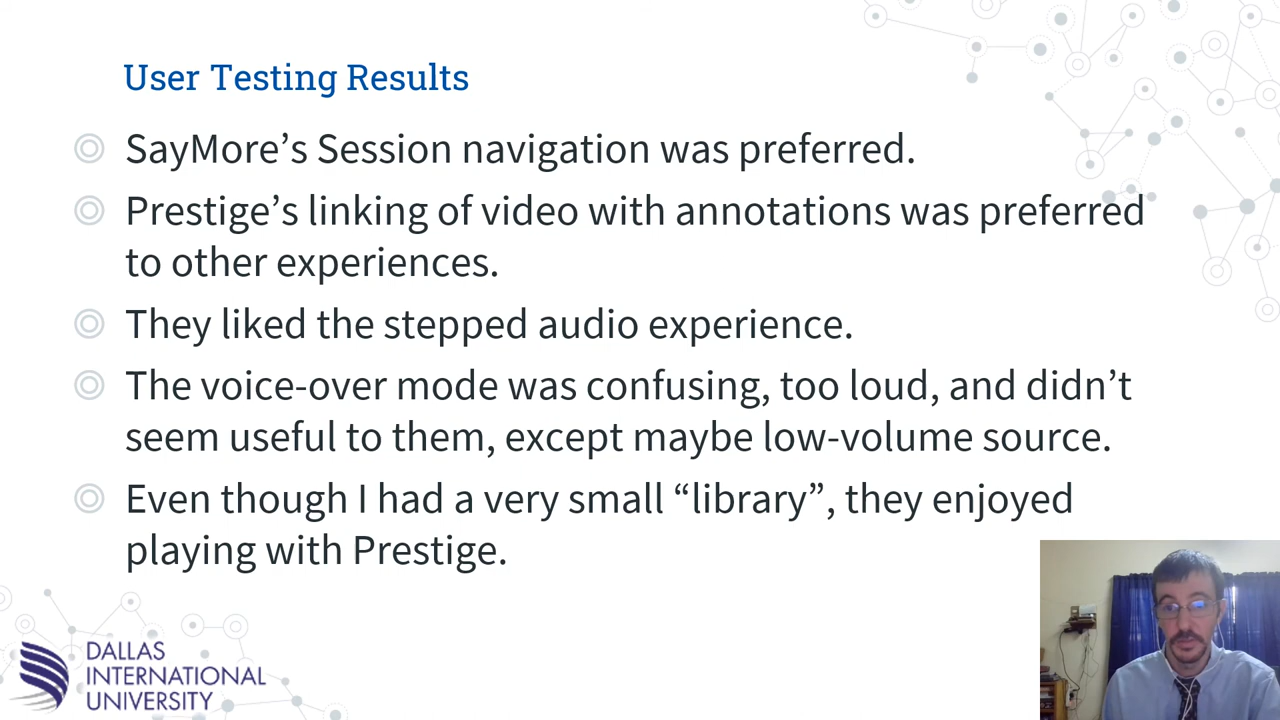 User Testing Results
SayMore’s Session navigation was preferred.
Prestige’s linking of video with annotations was preferred
to other experiences.
They liked the stepped audio experience.
The voice-over mode was confusing, too loud, and didn’t
seem useful to them, except maybe low-volume source.
Even though I had a very small “library”, they enjoyed
playing with Prestige.
DALLAS
INTERNATIONAL
UNIVERSITY